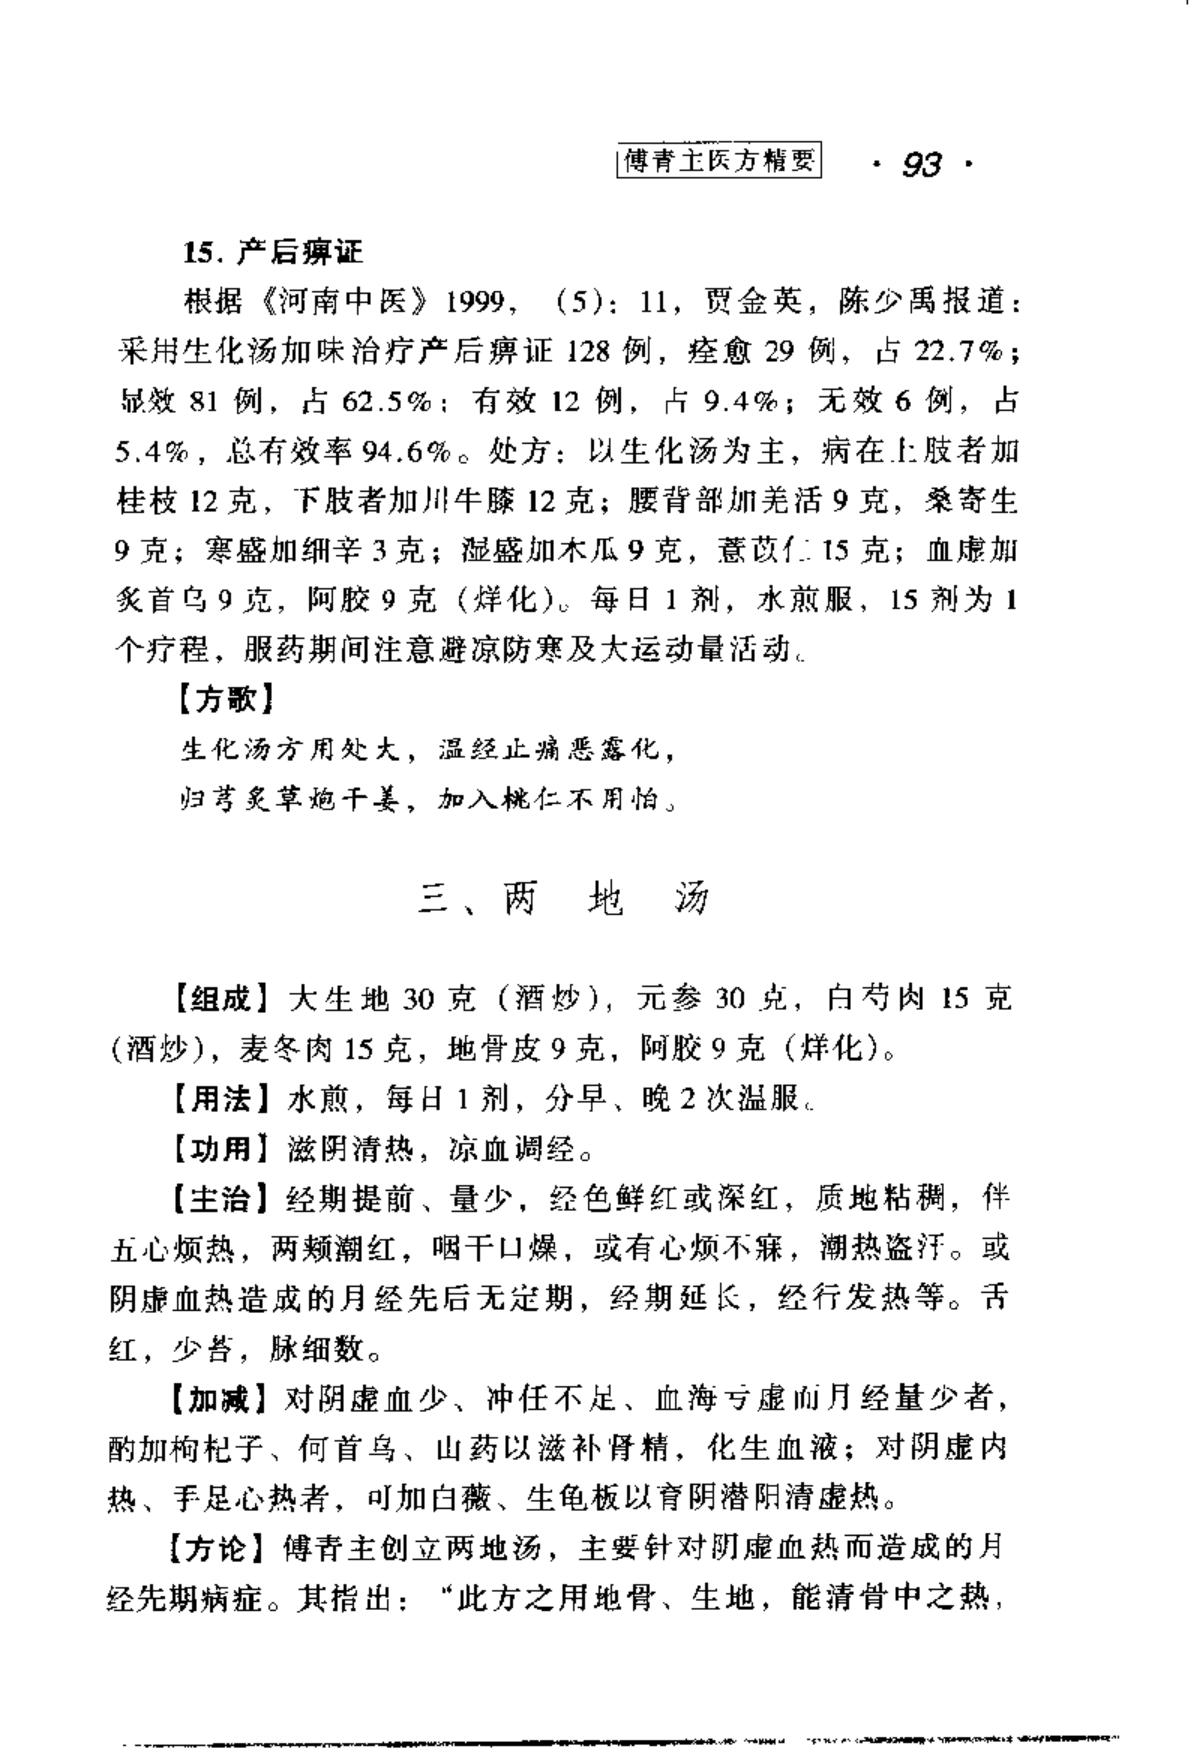 傅青主医方精要 · 93 ·
15. 产后痹证
根据《河南中医》1999，（5）：11，贾金英，陈少禹报道：
采用生化汤加味治疗产后痹证 128 例，痊愈 29 例，占 22.7%；
显效 81 例，占 62.5%；有效 12 例，占 9.4%；无效 6 例，占
5.4%，总有效率 94.6%。处方：以生化汤为主，病在上肢者加
桂枝 12 克，下肢者加川牛膝 12 克；腰背部加羌活 9 克，桑寄生
9 克；寒盛加细辛 3 克；湿盛加木瓜 9 克，薏苡仁 15 克；血虚加
炙首乌 9 克，阿胶 9 克（烊化）。每日 1 剂，水煎服，15 剂为 1
个疗程，服药期间注意避凉防寒及大运动量活动。
【方歌】
生化汤方用处大，温经止痛恶露化，
归芎炙草炮干姜，加入桃仁不用怕。
三、两 地 汤
【组成】大生地 30 克（酒炒），元参 30 克，白芍肉 15 克
（酒炒），麦冬肉 15 克，地骨皮 9 克，阿胶 9 克（烊化）。
【用法】水煎，每日 1 剂，分早、晚 2 次温服。
【功用】滋阴清热，凉血调经。
【主治】经期提前、量少，经色鲜红或深红，质地粘稠，伴
五心烦热，两颊潮红，咽干口燥，或有心烦不寐，潮热盗汗。或
阴虚血热造成的月经先后无定期，经期延长，经行发热等。舌
红，少苔，脉细数。
【加减】对阴虚血少、冲任不足、血海亏虚而月经量少者，
酌加枸杞子、何首乌、山药以滋补肾精，化生血液；对阴虚内
热、手足心热者，可加白薇、生龟板以育阴潜阳清虚热。
【方论】傅青主创立两地汤，主要针对阴虚血热而造成的月
经先期病症。其指出：“此方之用地骨、生地，能清骨中之热，